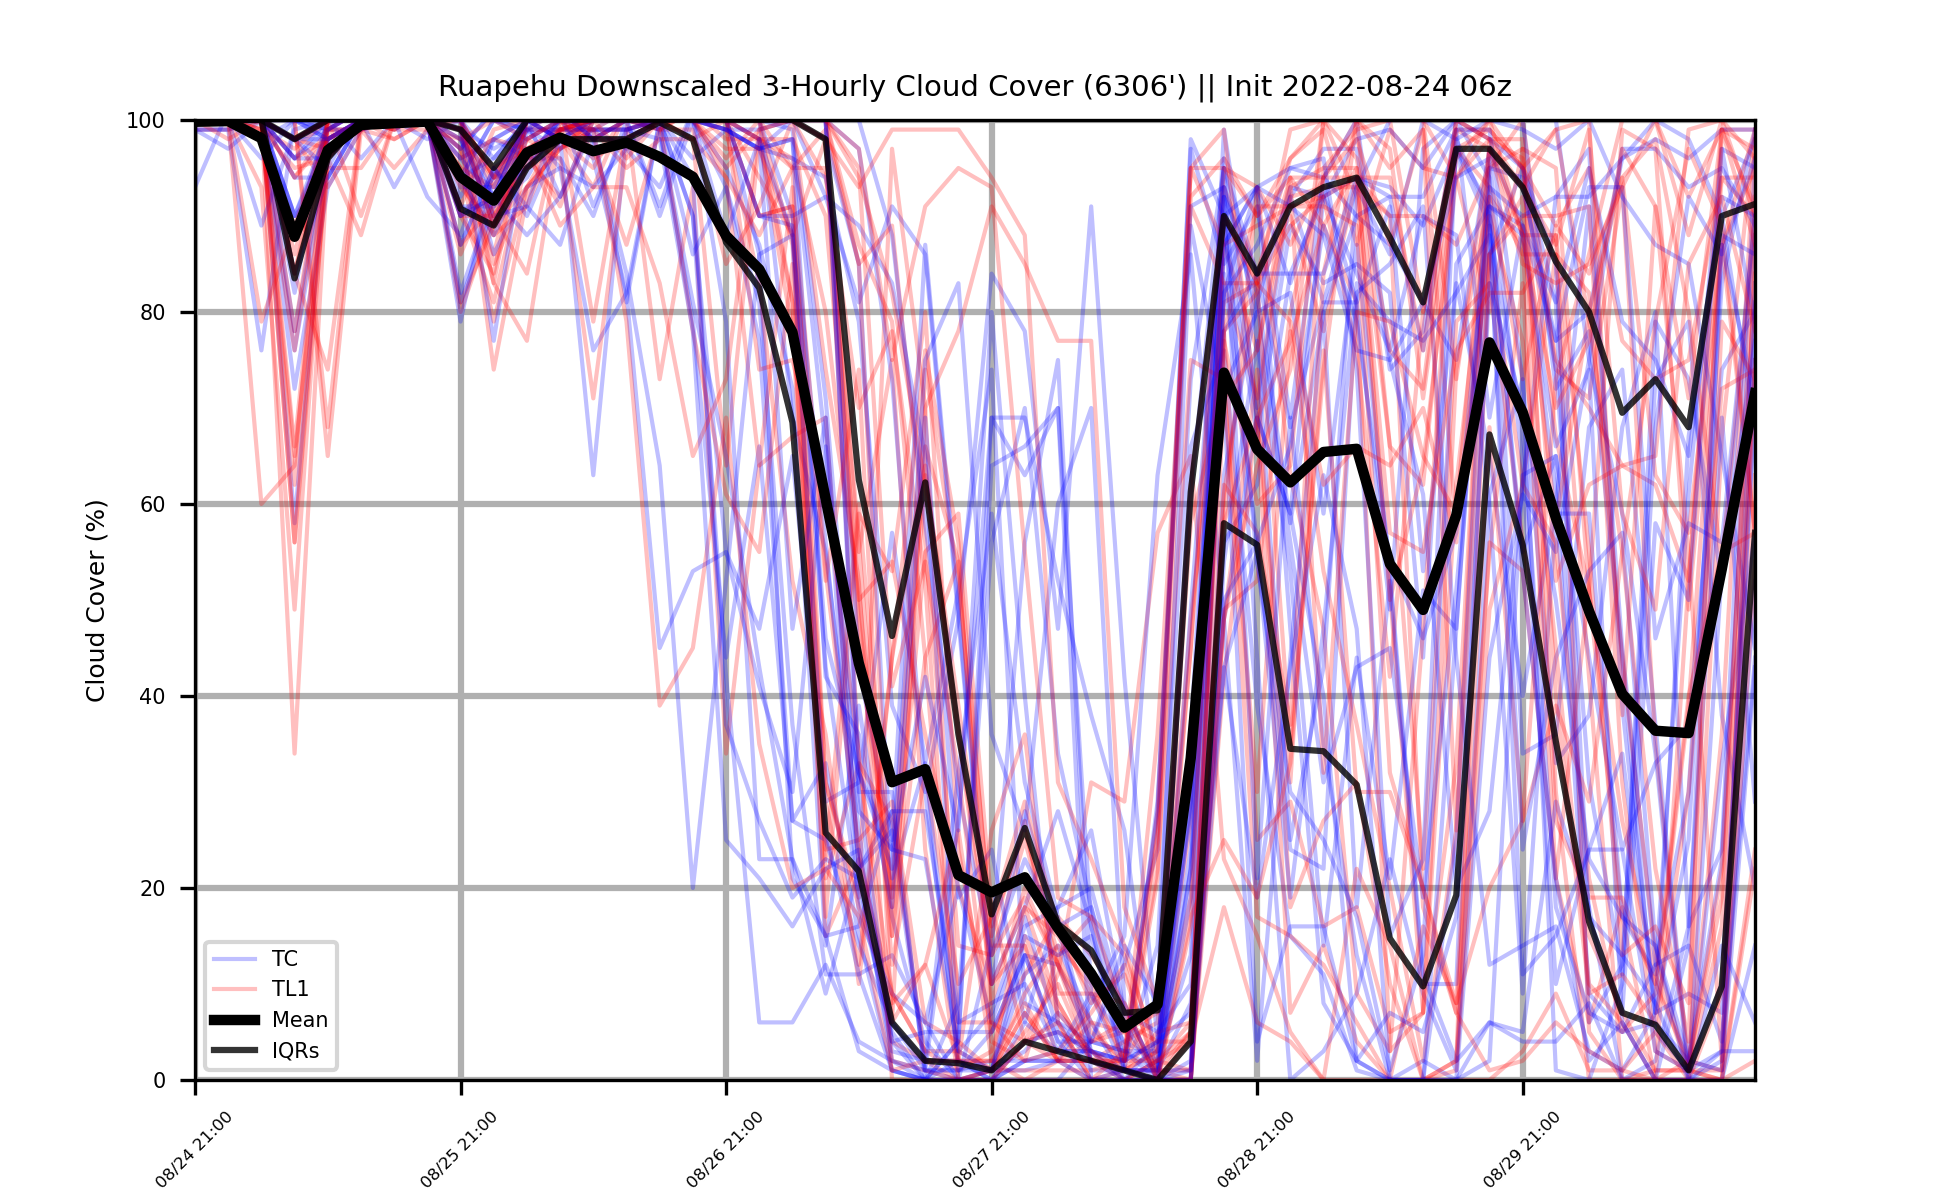 Ruapehu Downscaled 3-Hourly Cloud Cover (6306') || Init 2022-08-24 06z
Cloud Cover (%)
100
80
60
40
20
0
TC
TL1
Mean
IQRs
08/24 21:00
08/25 21:00
08/26 21:00
08/27 21:00
08/28 21:00
08/29 21:00